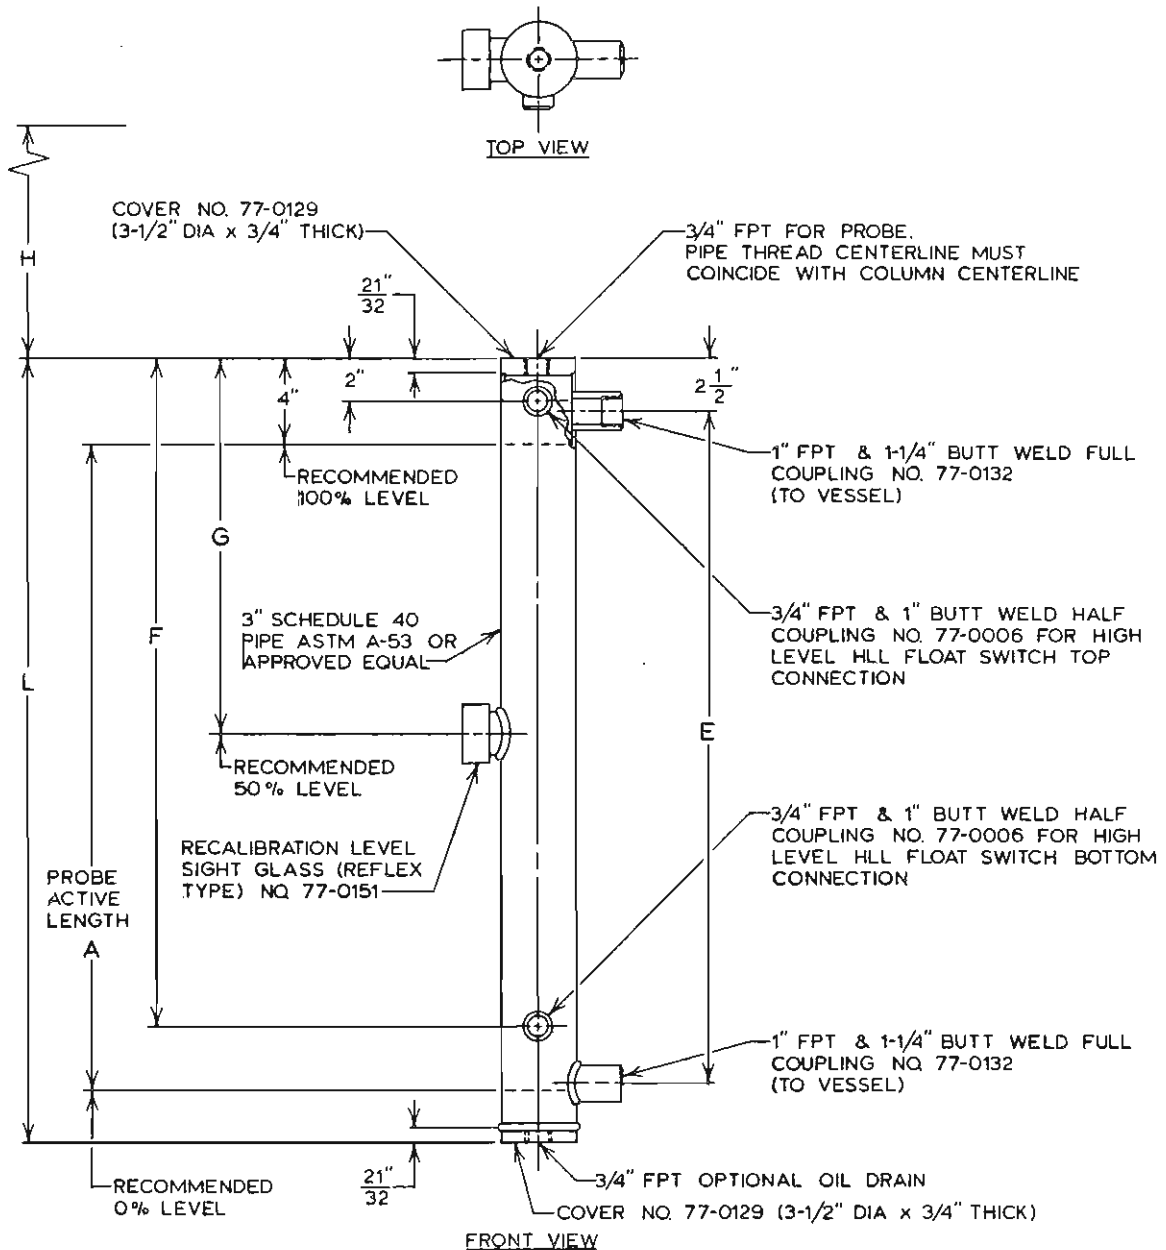 TOP VIEW
COVER NO. 77-0129
(3-1/2" DIA x 3/4" THICK)
3/4" FPT FOR PROBE.
PIPE THREAD CENTERLINE MUST
COINCIDE WITH COLUMN CENTERLINE
H
21"
32
2"
4"
2 1/2"
RECOMMENDED
100% LEVEL
1" FPT & 1-1/4" BUTT WELD FULL
COUPLING NO. 77-0132
(TO VESSEL)
G
F
L
3" SCHEDULE 40
PIPE ASTM A-53 OR
APPROVED EQUAL
3/4" FPT & 1" BUTT WELD HALF
COUPLING NO. 77-0006 FOR HIGH
LEVEL HLL FLOAT SWITCH TOP
CONNECTION
E
RECOMMENDED
50% LEVEL
RECALIBRATION LEVEL
SIGHT GLASS (REFLEX
TYPE) NO. 77-0151
3/4" FPT & 1" BUTT WELD HALF
COUPLING NO. 77-0006 FOR HIGH
LEVEL HLL FLOAT SWITCH BOTTOM
CONNECTION
PROBE
ACTIVE
LENGTH
A
1" FPT & 1-1/4" BUTT WELD FULL
COUPLING NO. 77-0132
(TO VESSEL)
RECOMMENDED
0% LEVEL
21"
32
3/4" FPT OPTIONAL OIL DRAIN
COVER NO. 77-0129 (3-1/2" DIA x 3/4" THICK)
FRONT VIEW